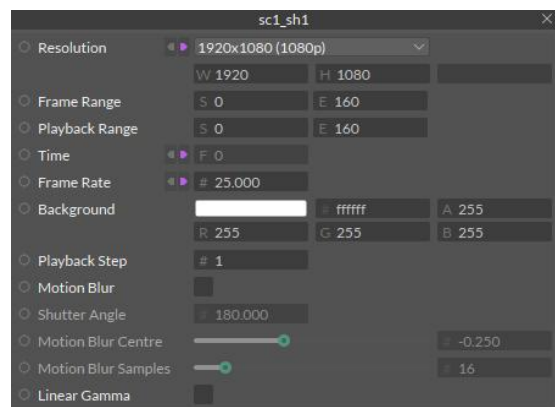 sc1_sh1
Resolution 1920x1080 (1080p)
W 1920 H 1080
Frame Range S 0 E 160
Playback Range S 0 E 160
Time F 0
Frame Rate # 25.000
Background # ffffff A 255
R 255 G 255 B 255
Playback Step # 1
Motion Blur
Shutter Angle # 180.000
Motion Blur Centre # -0.250
Motion Blur Samples # 16
Linear Gamma